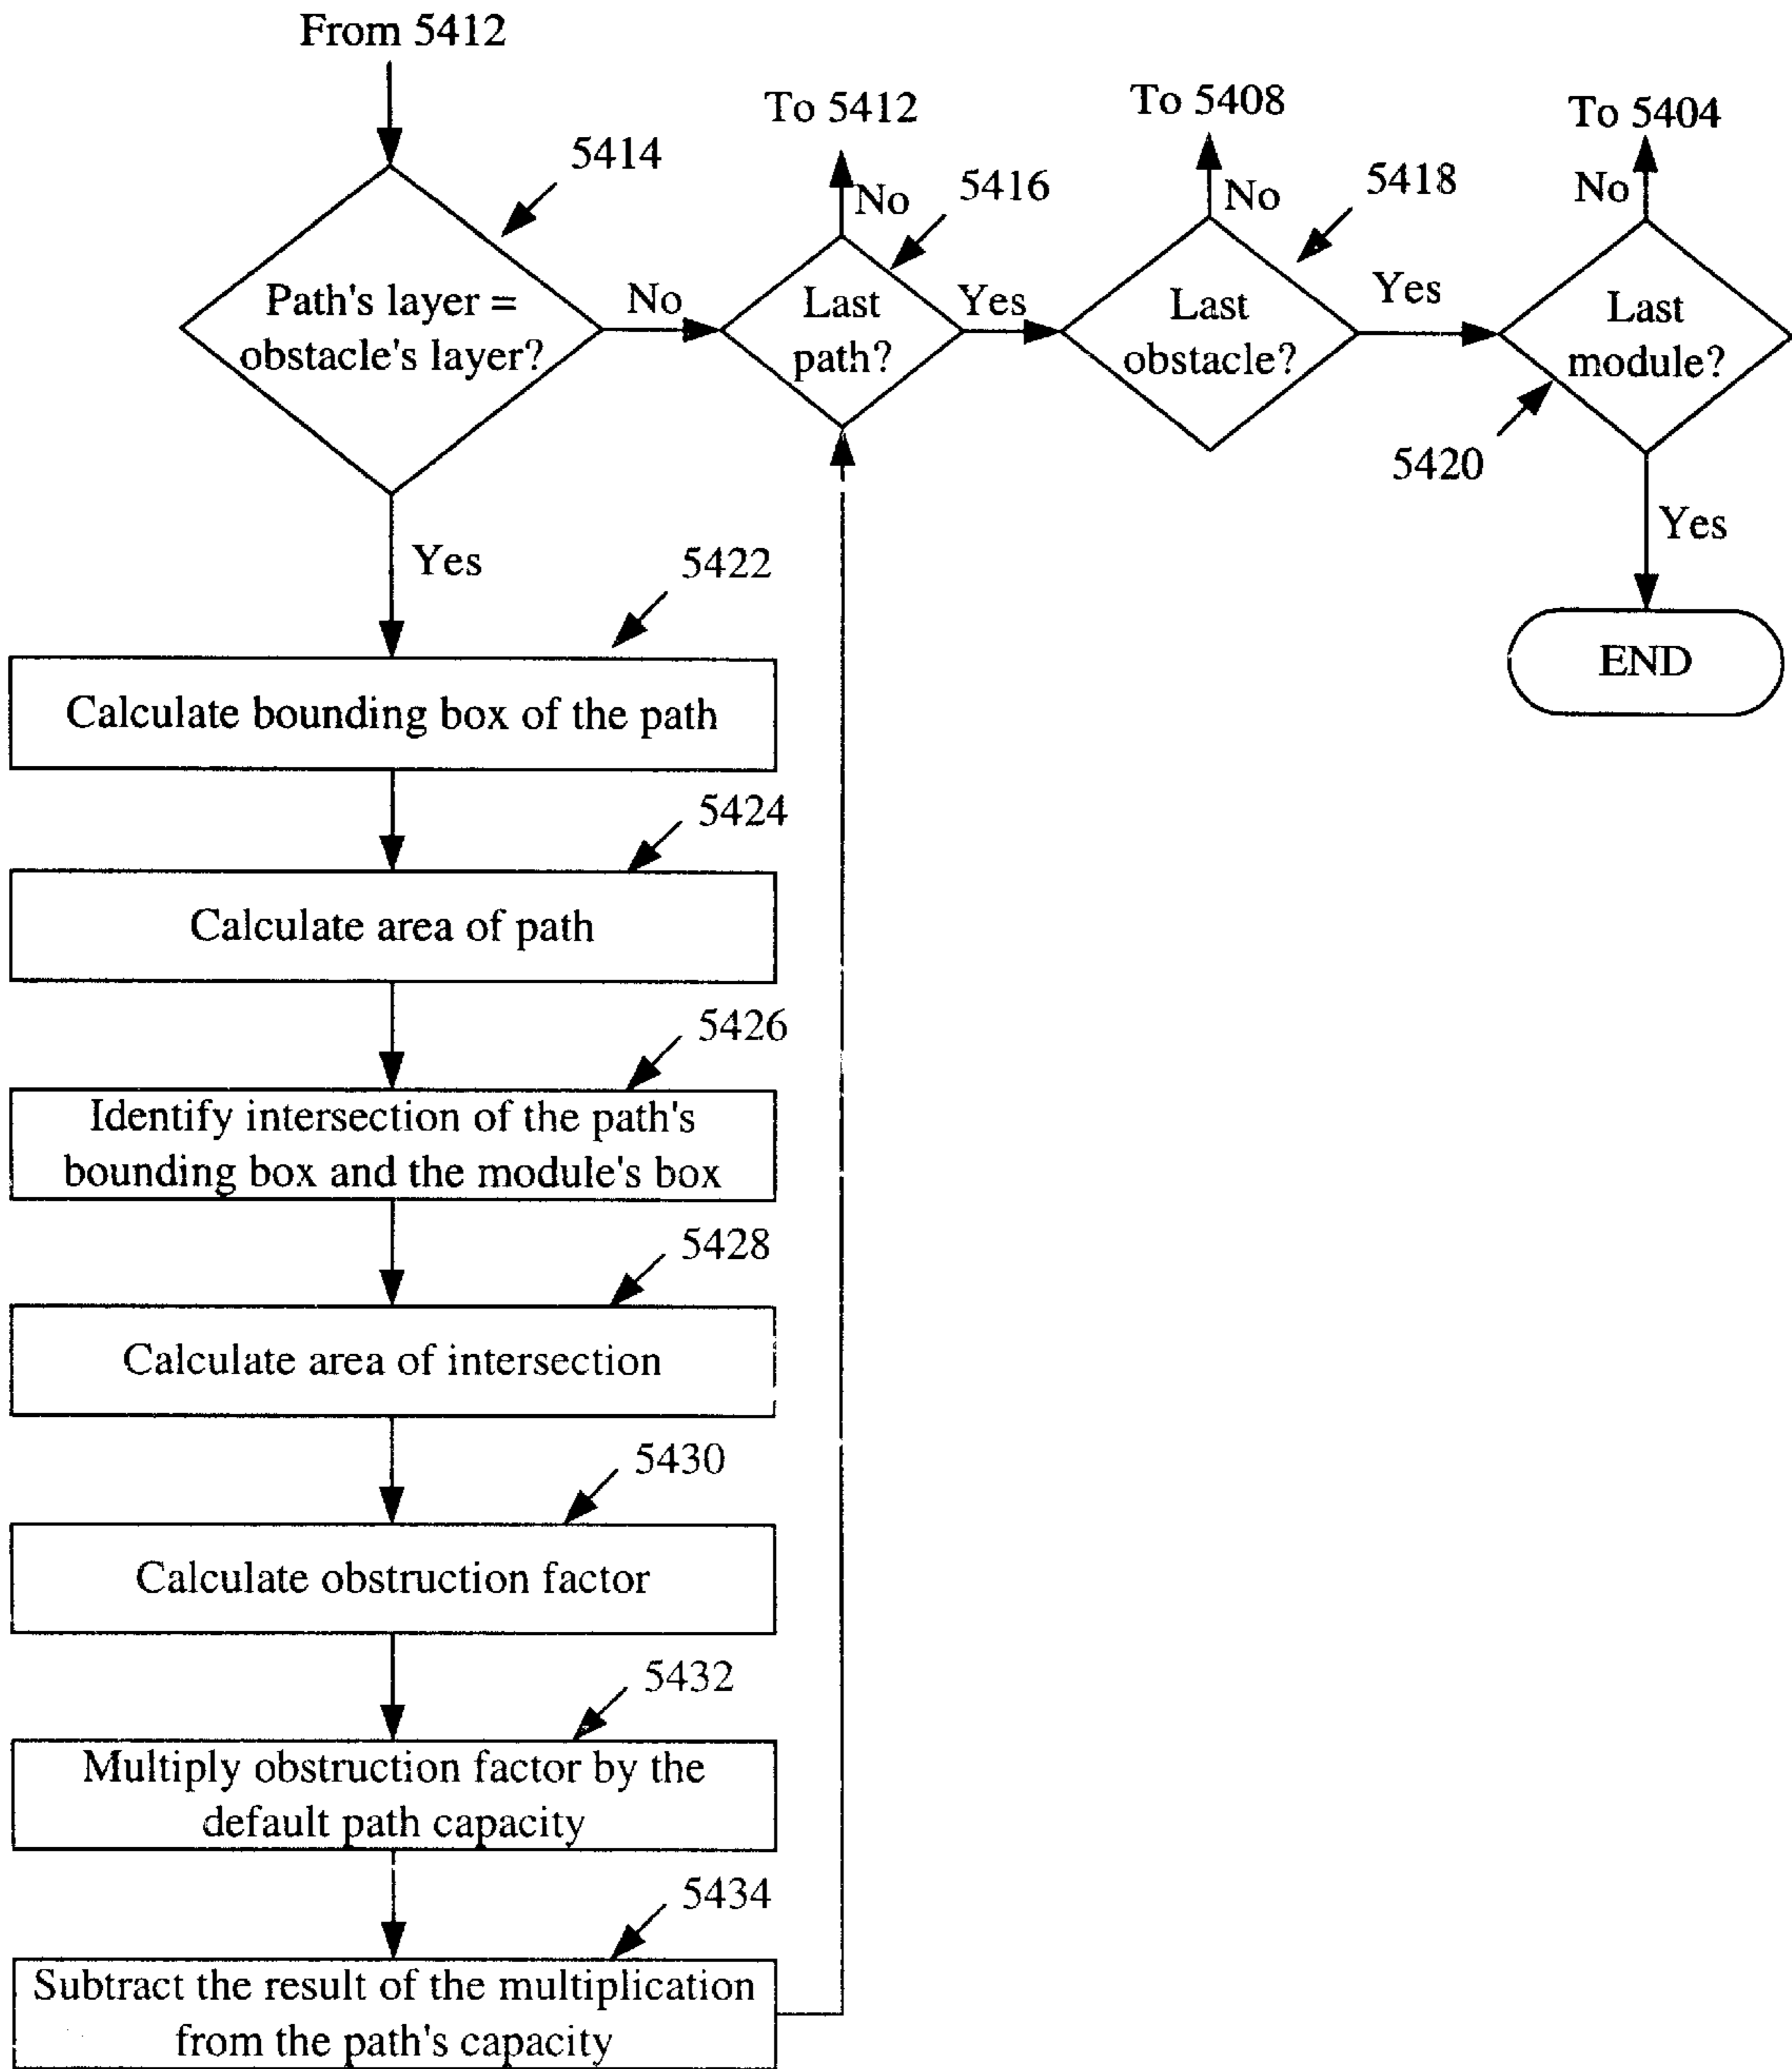 From 5412
To 5412
To 5408
To 5404
5414
5416
5418
No
No
No
Path's layer =
obstacle's layer?
No
Last
path?
Yes
Last
obstacle?
Yes
Last
module?
5420
Yes
Yes
END
5422
Calculate bounding box of the path
5424
Calculate area of path
5426
Identify intersection of the path's
bounding box and the module's box
5428
Calculate area of intersection
5430
Calculate obstruction factor
5432
Multiply obstruction factor by the
default path capacity
5434
Subtract the result of the multiplication
from the path's capacity